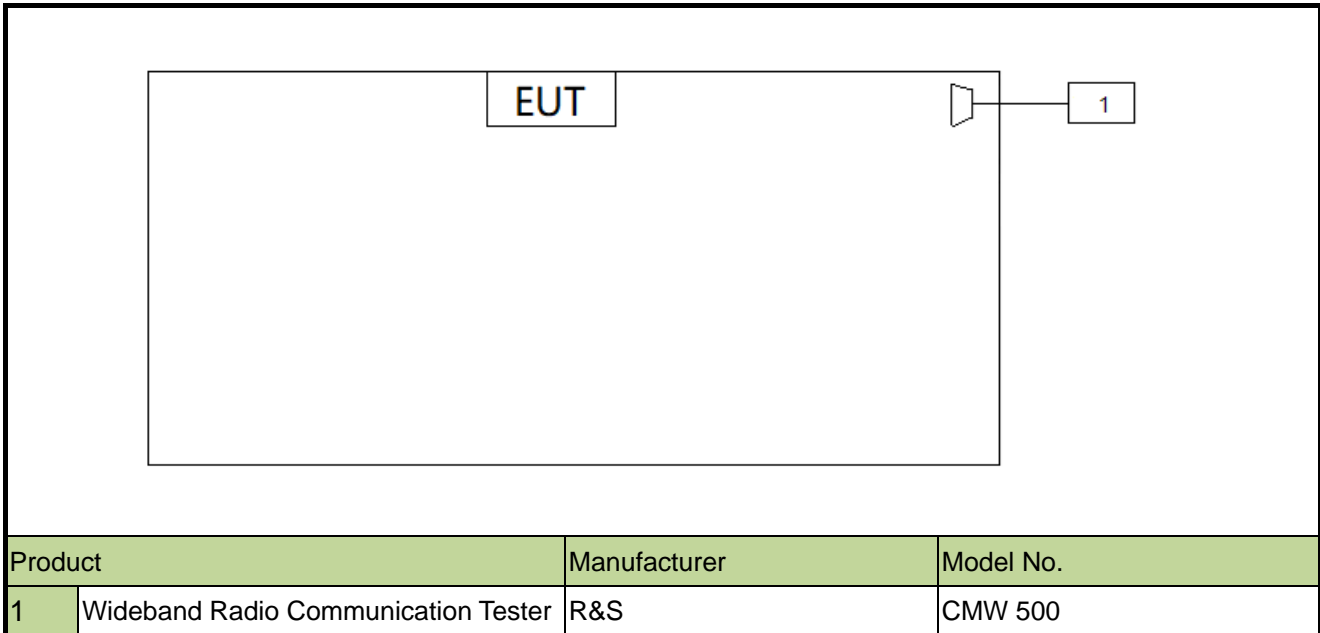 EUT
1
Product Manufacturer Model No.
1 Wideband Radio Communication Tester R&S CMW 500